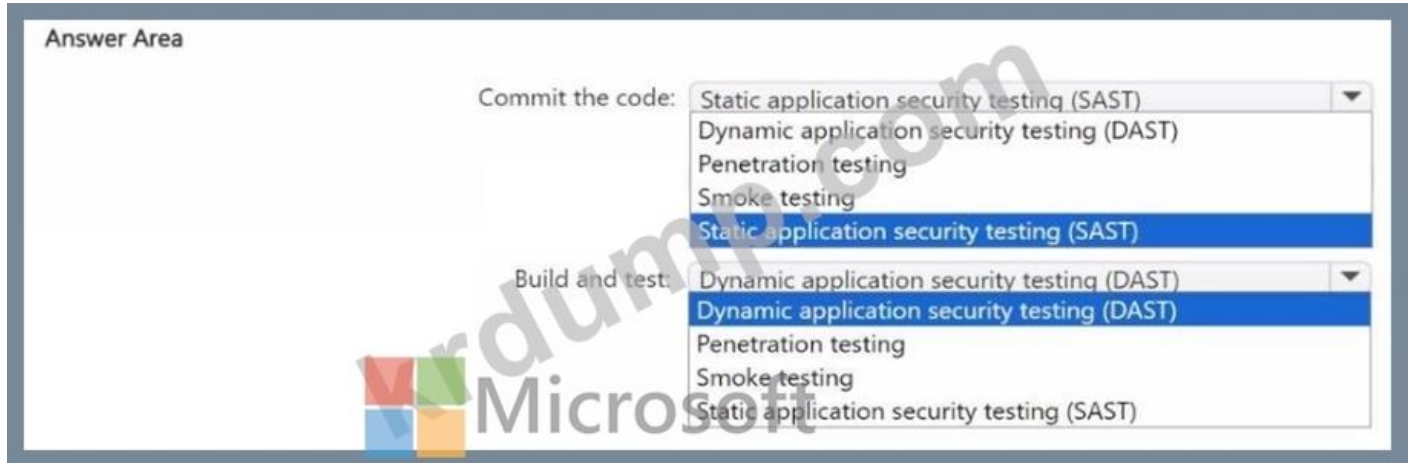 Answer Area
Commit the code: Static application security testing (SAST)
Dynamic application security testing (DAST)
Penetration testing
Smoke testing
Static application security testing (SAST)
Build and test: Dynamic application security testing (DAST)
Dynamic application security testing (DAST)
Penetration testing
Smoke testing
Static application security testing (SAST)
Microsoft
krdump.com